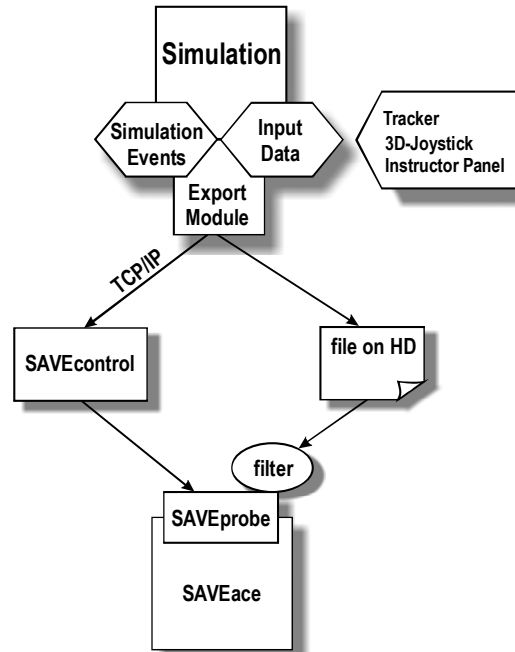 Simulation
Simulation
Events
Input
Data
Tracker
3D-Joystick
Instructor Panel
Export
Module
TCP/IP
SAVEcontrol
file on HD
filter
SAVEprobe
SAVEace